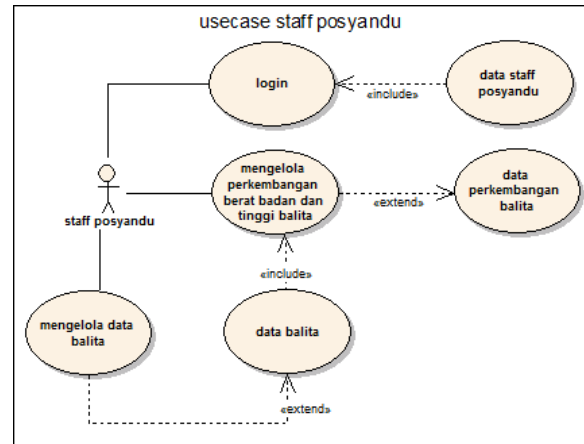 usecase staff posyandu
login
«include»
data staff
posyandu
staff posyandu
mengelola
perkembangan
berat badan dan
tinggi balita
«extend»
data
perkembangan
balita
«include»
mengelola data
balita
data balita
«extend»